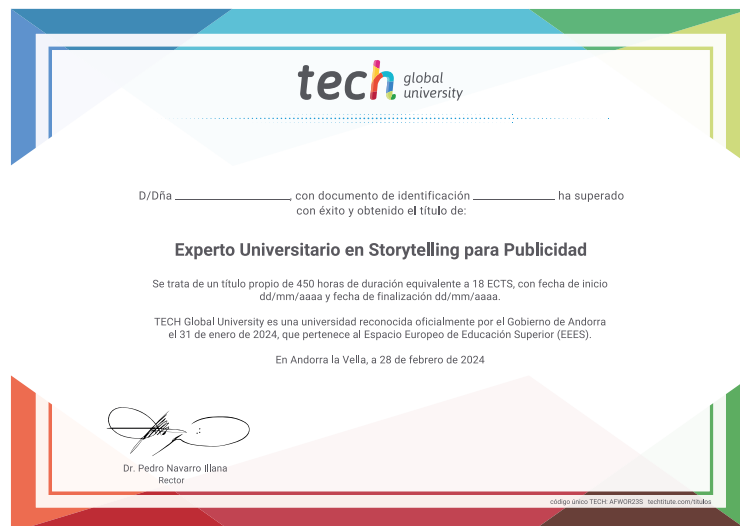 tech global university
D/Dña ____________, con documento de identificación ____________ ha superado
con éxito y obtenido el título de:
Experto Universitario en Storytelling para Publicidad
Se trata de un título propio de 450 horas de duración equivalente a 18 ECTS, con fecha de inicio
dd/mm/aaaa y fecha de finalización dd/mm/aaaa.
TECH Global University es una universidad reconocida oficialmente por el Gobierno de Andorra
el 31 de enero de 2024, que pertenece al Espacio Europeo de Educación Superior (EEES).
En Andorra la Vella, a 28 de febrero de 2024
Dr. Pedro Navarro Illana
Rector
código único TECH: AFWOR23S techtitute.com/titulos